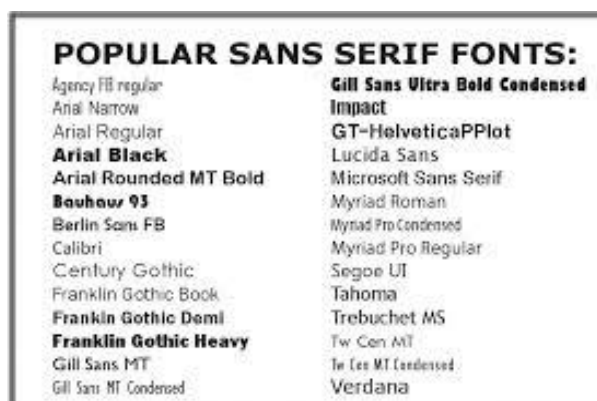 POPULAR SANS SERIF FONTS:
Agency FB regular
Arial Narrow
Arial Regular
Arial Black
Arial Rounded MT Bold
Bauhaus 93
Berlin Sans FB
Calibri
Century Gothic
Franklin Gothic Book
Frankin Gothic Demi
Franklin Gothic Heavy
Gill Sans MT
Gill Sans MT Condensed
Gill Sans Ultra Bold Condensed
Impact
GT-HelveticaPPlot
Lucida Sans
Microsoft Sans Serif
Myriad Roman
Myriad Pro Condensed
Myriad Pro Regular
Segoe UI
Tahoma
Trebuchet MS
Tw Cen MT
Tw Cen MT Condensed
Verdana